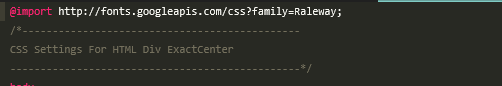 @import http://fonts.googleapis.com/css?family=Raleway;
/*----------------------------------------------
CSS Settings For HTML Div ExactCenter
------------------------------------------------*/